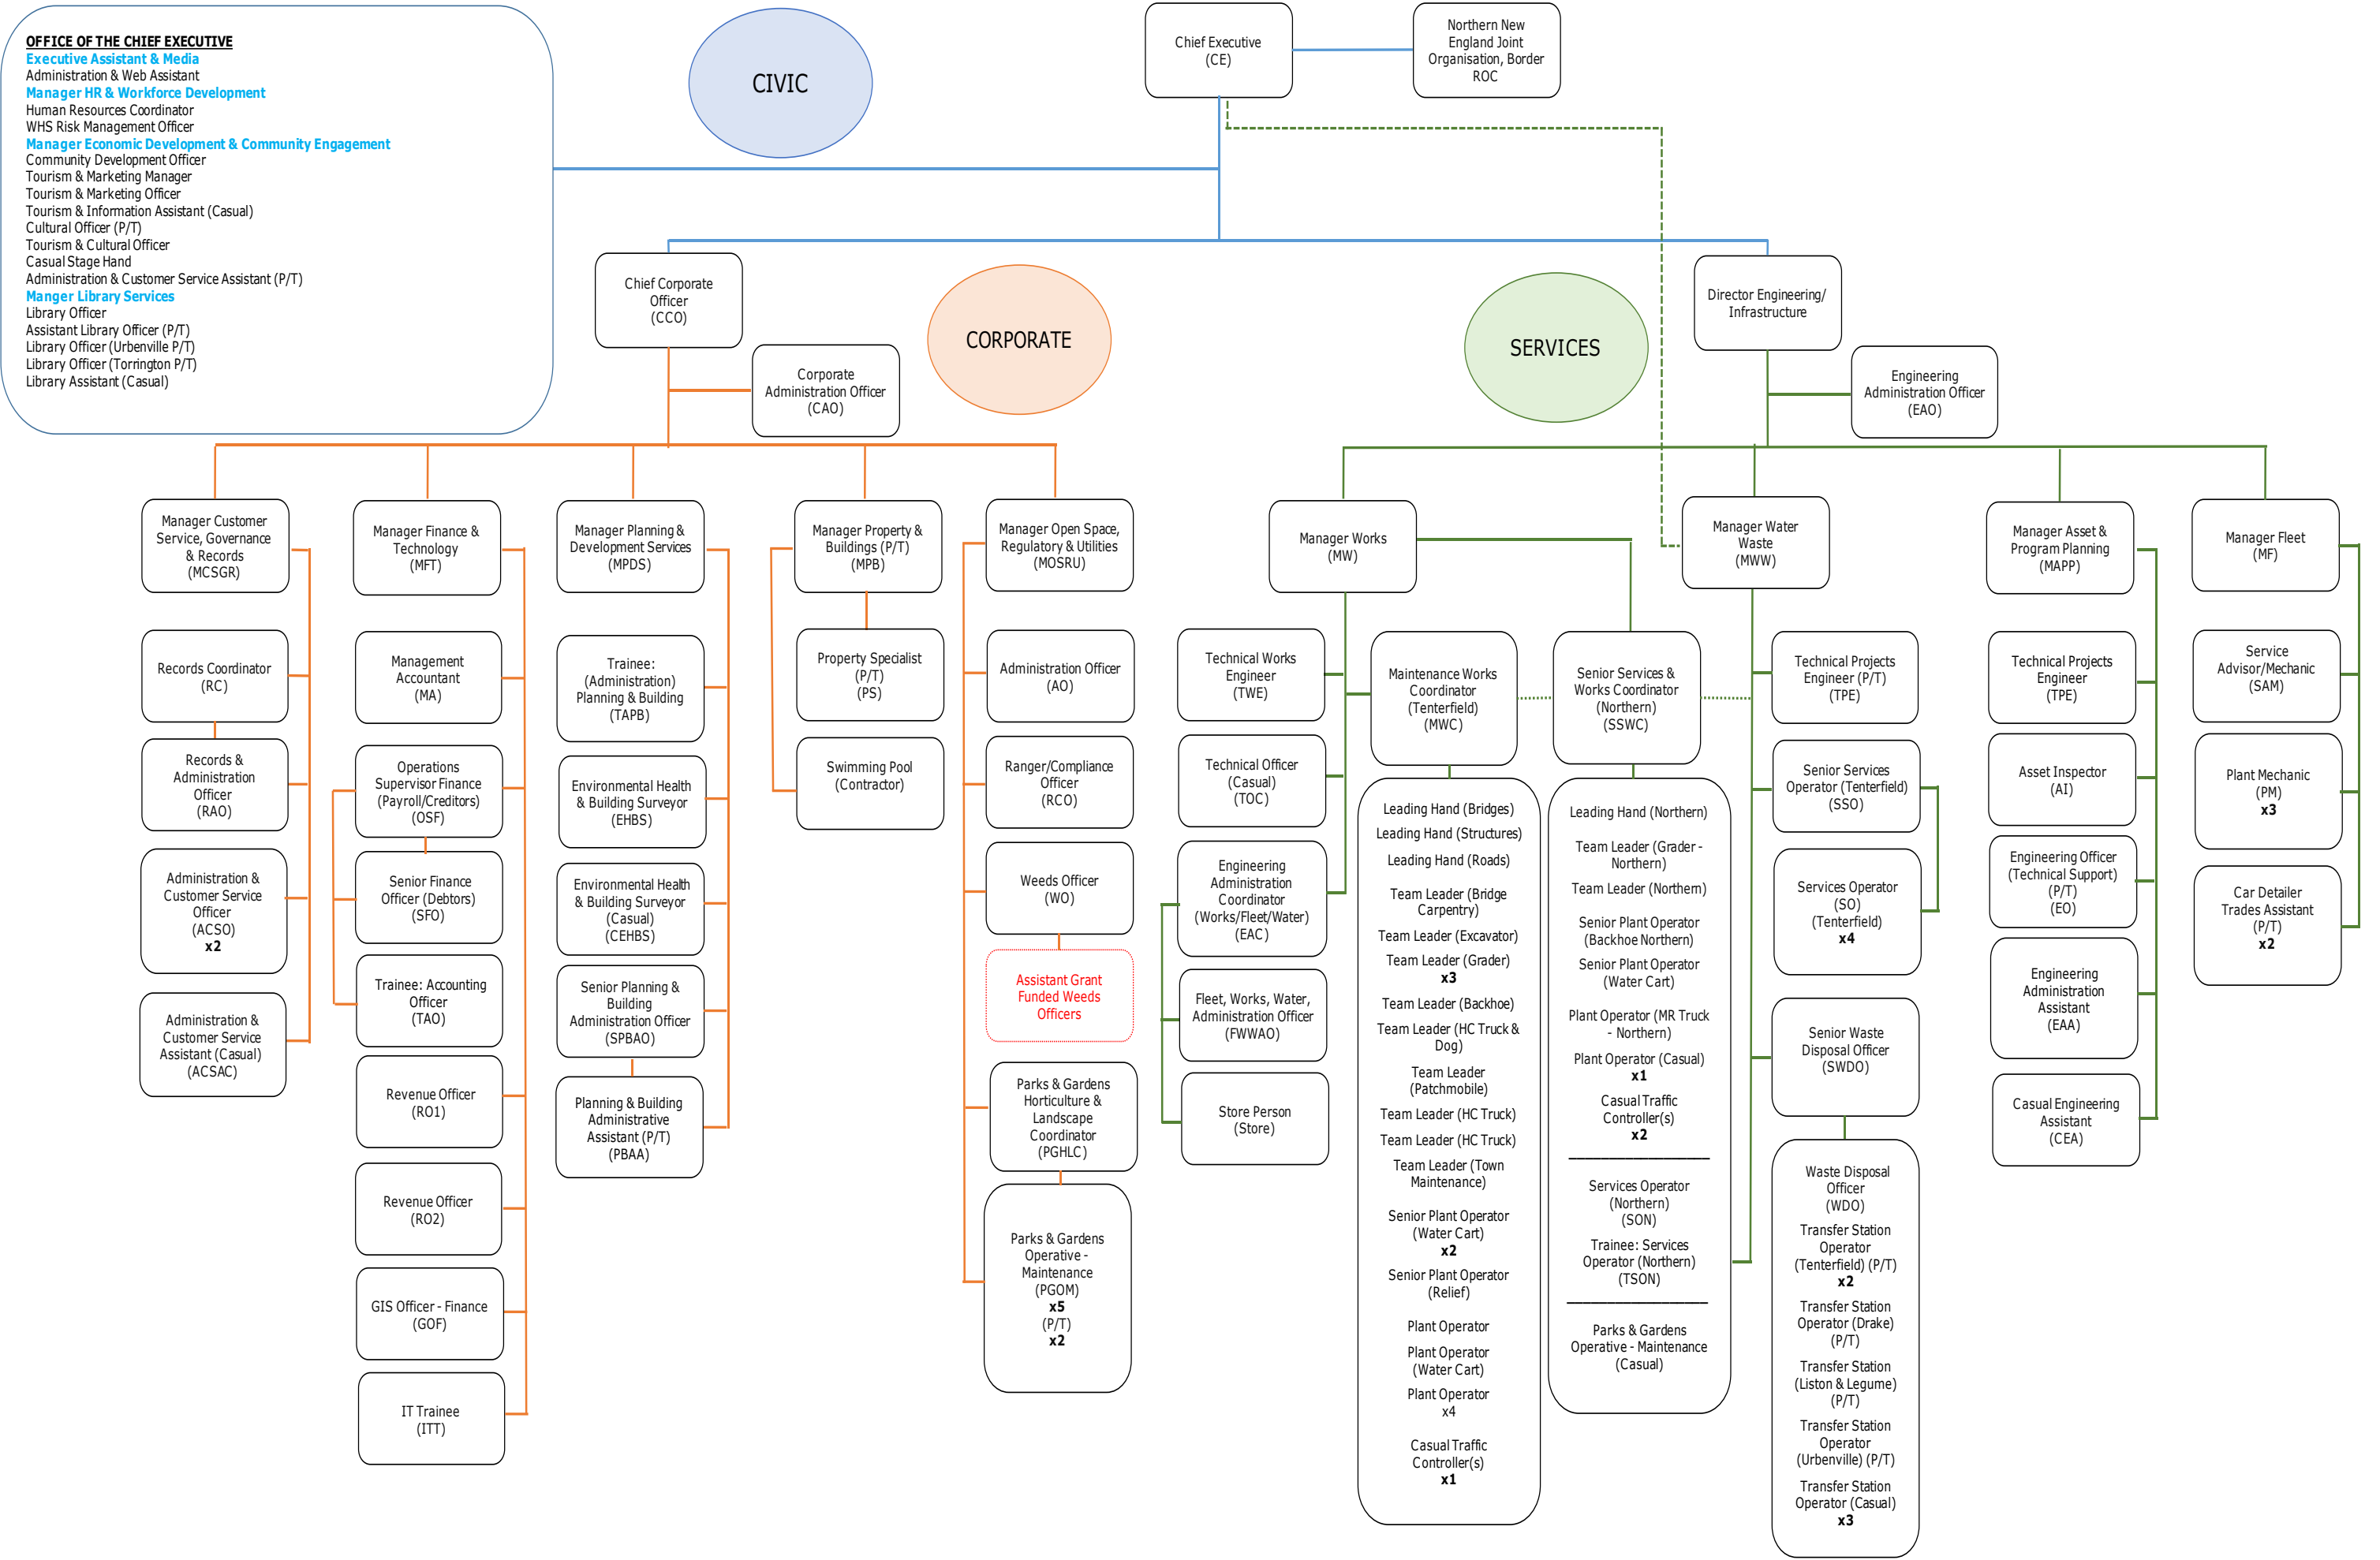 OFFICE OF THE CHIEF EXECUTIVE
Executive Assistant & Media
Administration & Web Assistant
Manager HR & Workforce Development
Human Resources Coordinator
WHS Risk Management Officer
Manager Economic Development & Community Engagement
Community Development Officer
Tourism & Marketing Manager
Tourism & Marketing Officer
Tourism & Information Assistant (Casual)
Cultural Officer (P/T)
Tourism & Cultural Officer
Casual Stage Hand
Administration & Customer Service Assistant (P/T)
Manger Library Services
Library Officer
Assistant Library Officer (P/T)
Library Officer (Urbenville P/T)
Library Officer (Torrington P/T)
Library Assistant (Casual)
CIVIC
Chief Executive
(CE)
Northern New
England Joint
Organisation, Border
ROC
Chief Corporate
Officer
(CCO)
CORPORATE
SERVICES
Director Engineering/
Infrastructure
Corporate
Administration Officer
(CAO)
Engineering
Administration Officer
(EAO)
Manager Customer
Service, Governance
& Records
(MCSGR)
Records Coordinator
(RC)
Records &
Administration
Officer
(RAO)
Administration &
Customer Service
Officer
(ACSO)
x2
Administration &
Customer Service
Assistant (Casual)
(ACSAC)
Manager Finance &
Technology
(MFT)
Management
Accountant
(MA)
Operations
Supervisor Finance
(Payroll/Creditors)
(OSF)
Senior Finance
Officer (Debtors)
(SFO)
Trainee: Accounting
Officer
(TAO)
Revenue Officer
(RO1)
Revenue Officer
(RO2)
GIS Officer - Finance
(GOF)
IT Trainee
(ITT)
Manager Planning &
Development Services
(MPDS)
Trainee:
(Administration)
Planning & Building
(TAPB)
Environmental Health
& Building Surveyor
(EHBS)
Environmental Health
& Building Surveyor
(Casual)
(CEHBS)
Senior Planning &
Building
Administration Officer
(SPBAO)
Planning & Building
Administrative
Assistant (P/T)
(PBAA)
Manager Property &
Buildings (P/T)
(MPB)
Property Specialist
(P/T)
(PS)
Swimming Pool
(Contractor)
Manager Open Space,
Regulatory & Utilities
(MOSRU)
Administration Officer
(AO)
Ranger/Compliance
Officer
(RCO)
Weeds Officer
(WO)
Assistant Grant
Funded Weeds
Officers
Parks & Gardens
Horticulture &
Landscape
Coordinator
(PGHLC)
Parks & Gardens
Operative -
Maintenance
(PGOM)
x5
(P/T)
x2
Manager Works
(MW)
Technical Works
Engineer
(TWE)
Technical Officer
(Casual)
(TOC)
Engineering
Administration
Coordinator
(Works/Fleet/Water)
(EAC)
Fleet, Works, Water,
Administration Officer
(FWWAO)
Store Person
(Store)
Maintenance Works
Coordinator
(Tenterfield)
(MWC)
Leading Hand (Bridges)
Leading Hand (Structures)
Leading Hand (Roads)
Team Leader (Bridge
Carpentry)
Team Leader (Excavator)
Team Leader (Grader)
x3
Team Leader (Backhoe)
Team Leader (HC Truck &
Dog)
Team Leader
(Patchmobile)
Team Leader (HC Truck)
Team Leader (HC Truck)
Team Leader (Town
Maintenance)
Senior Plant Operator
(Water Cart)
x2
Senior Plant Operator
(Relief)
Plant Operator
Plant Operator
(Water Cart)
Plant Operator
x4
Casual Traffic
Controller(s)
x1
Senior Services &
Works Coordinator
(Northern)
(SSWC)
Leading Hand (Northern)
Team Leader (Grader -
Northern)
Team Leader (Northern)
Senior Plant Operator
(Backhoe Northern)
Senior Plant Operator
(Water Cart)
Plant Operator (MR Truck
- Northern)
Plant Operator (Casual)
x1
Casual Traffic
Controller(s)
x2
Services Operator
(Northern)
(SON)
Trainee: Services
Operator (Northern)
(TSON)
Parks & Gardens
Operative - Maintenance
(Casual)
Manager Water
Waste
(MWW)
Technical Projects
Engineer (P/T)
(TPE)
Senior Services
Operator (Tenterfield)
(SSO)
Services Operator
(SO)
(Tenterfield)
x4
Senior Waste
Disposal Officer
(SWDO)
Waste Disposal
Officer
(WDO)
Transfer Station
Operator
(Tenterfield) (P/T)
x2
Transfer Station
Operator (Drake)
(P/T)
Transfer Station
(Liston & Legume)
(P/T)
Transfer Station
Operator
(Urbenville) (P/T)
Transfer Station
Operator (Casual)
x3
Manager Asset &
Program Planning
(MAPP)
Technical Projects
Engineer
(TPE)
Asset Inspector
(AI)
Engineering Officer
(Technical Support)
(P/T)
(EO)
Engineering
Administration
Assistant
(EAA)
Casual Engineering
Assistant
(CEA)
Manager Fleet
(MF)
Service
Advisor/Mechanic
(SAM)
Plant Mechanic
(PM)
x3
Car Detailer
Trades Assistant
(P/T)
x2